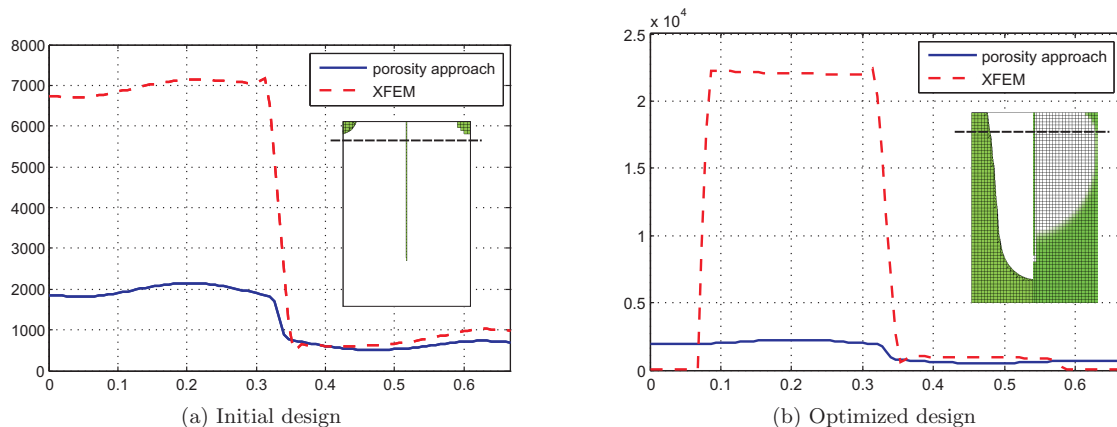 8000
7000
6000
5000
4000
3000
2000
1000
0
0 0.1 0.2 0.3 0.4 0.5 0.6
porosity approach
XFEM
(a) Initial design
x 10^4
2.5
2
1.5
1
0.5
0
0 0.1 0.2 0.3 0.4 0.5 0.6
porosity approach
XFEM
(b) Optimized design